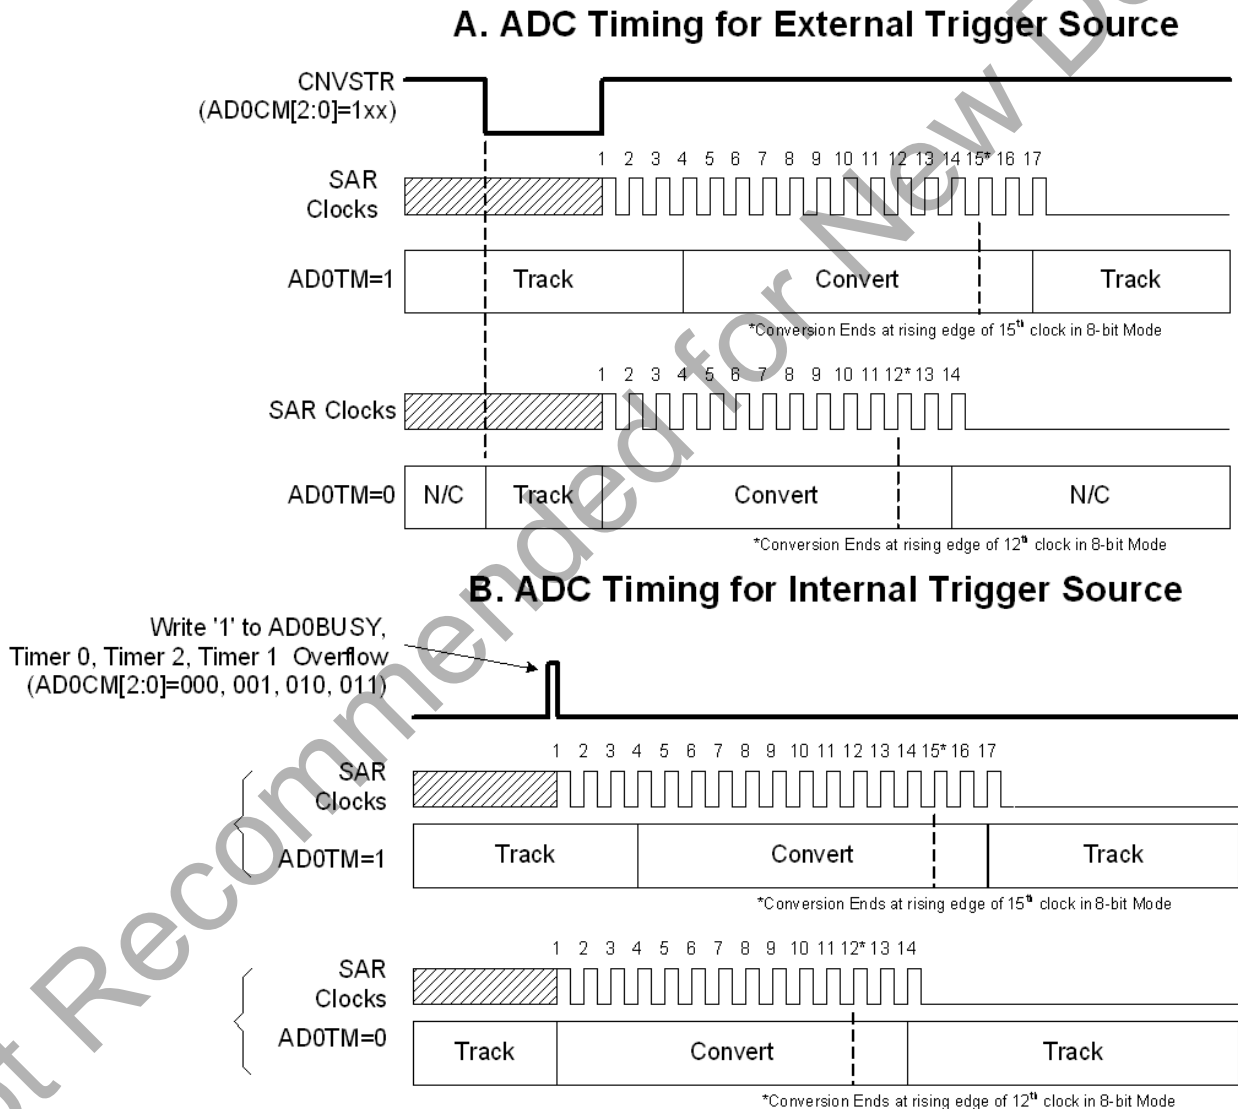 A. ADC Timing for External Trigger Source
CNVSTR
(AD0CM[2:0]=1xx)
1 2 3 4 5 6 7 8 9 10 11 12 13 14 15* 16 17
SAR
Clocks
AD0TM=1 Track Convert Track
*Conversion Ends at rising edge of 15th clock in 8-bit Mode
1 2 3 4 5 6 7 8 9 10 11 12* 13 14
SAR Clocks
AD0TM=0 N/C Track Convert N/C
*Conversion Ends at rising edge of 12th clock in 8-bit Mode
B. ADC Timing for Internal Trigger Source
Write '1' to AD0BUSY,
Timer 0, Timer 2, Timer 1 Overflow
(AD0CM[2:0]=000, 001, 010, 011)
1 2 3 4 5 6 7 8 9 10 11 12 13 14 15* 16 17
SAR
Clocks
AD0TM=1 Track Convert Track
*Conversion Ends at rising edge of 15th clock in 8-bit Mode
1 2 3 4 5 6 7 8 9 10 11 12* 13 14
SAR
Clocks
AD0TM=0 Track Convert Track
*Conversion Ends at rising edge of 12th clock in 8-bit Mode
Recommended for New